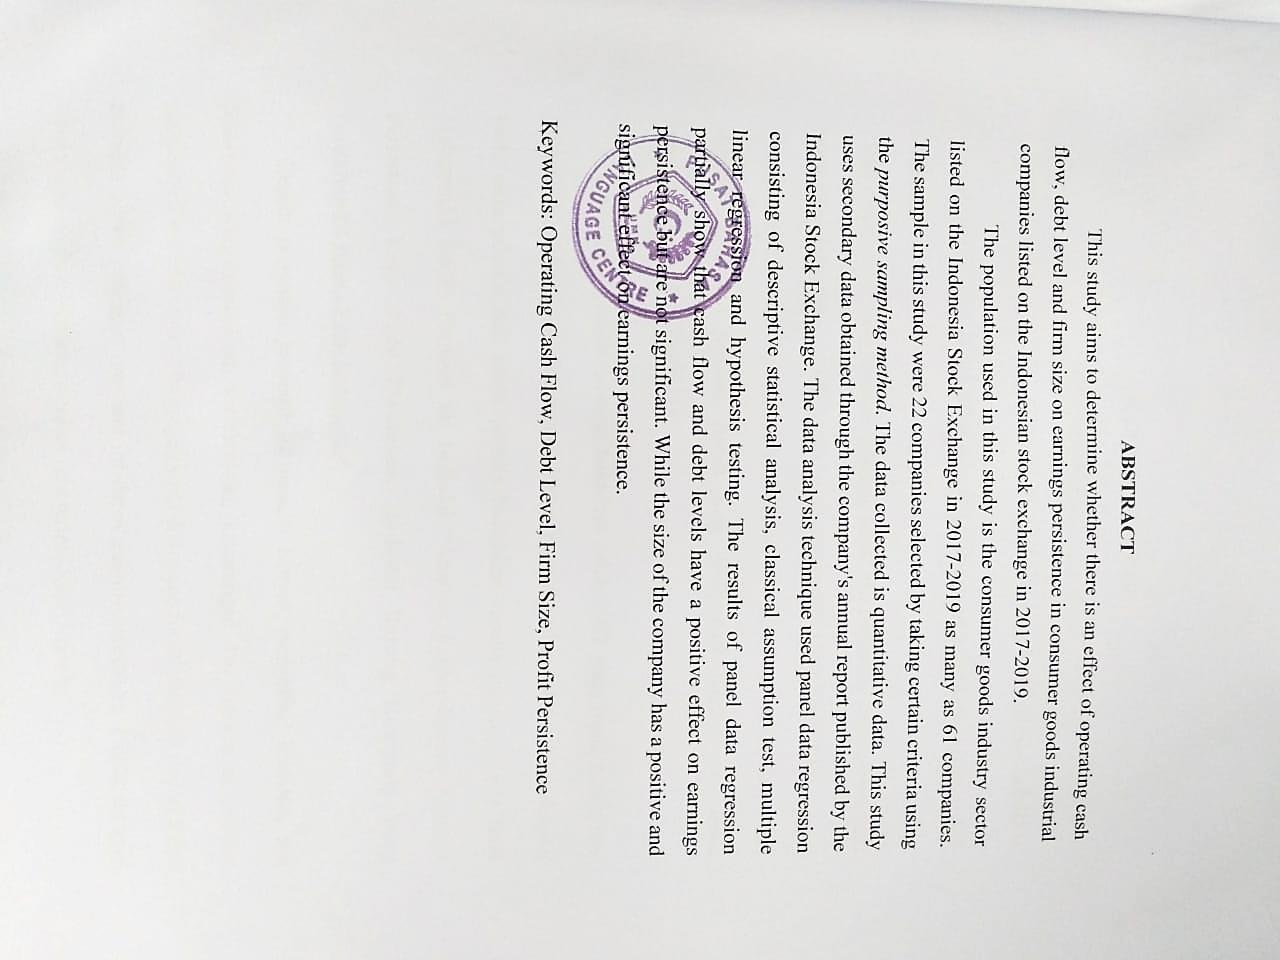 ABSTRACT
This study aims to determine whether there is an effect of operating cash
flow, debt level and firm size on earnings persistence in consumer goods industrial
companies listed on the Indonesian stock exchange in 2017-2019.
The population used in this study is the consumer goods industry sector
listed on the Indonesia Stock Exchange in 2017-2019 as many as 61 companies.
The sample in this study were 22 companies selected by taking certain criteria using
the purposive sampling method. The data collected is quantitative data. This study
uses secondary data obtained through the company's annual report published by the
Indonesia Stock Exchange. The data analysis technique used panel data regression
consisting of descriptive statistical analysis, classical assumption test, multiple
linear regression and hypothesis testing. The results of panel data regression
partially show that cash flow and debt levels have a positive effect on earnings
persistence but are not significant. While the size of the company has a positive and
significant effect on earnings persistence.
PUSAT BAHASA
LANGUAGE CENTRE
Keywords: Operating Cash Flow, Debt Level, Firm Size, Profit Persistence